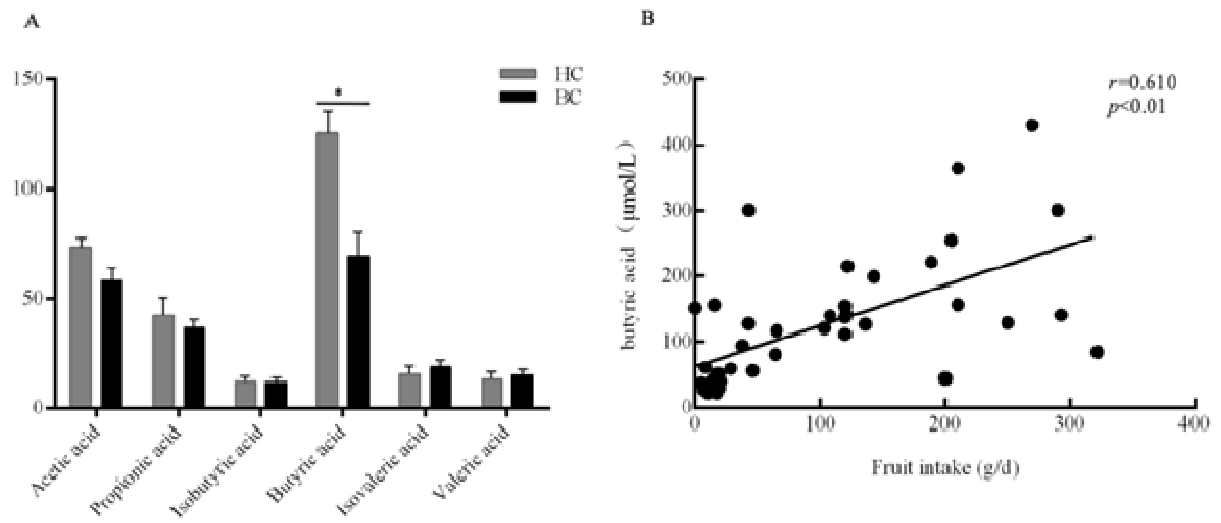 A
HC
BC
*
150
100
50
0
Acetic acid
Propionic acid
Isobutyric acid
Butyric acid
Isovaleric acid
Valeric acid
B
r=0.610
p<0.01
butyric acid (μmol/L)
500
400
300
200
100
0
0 100 200 300 400
Fruit intake (g/d)